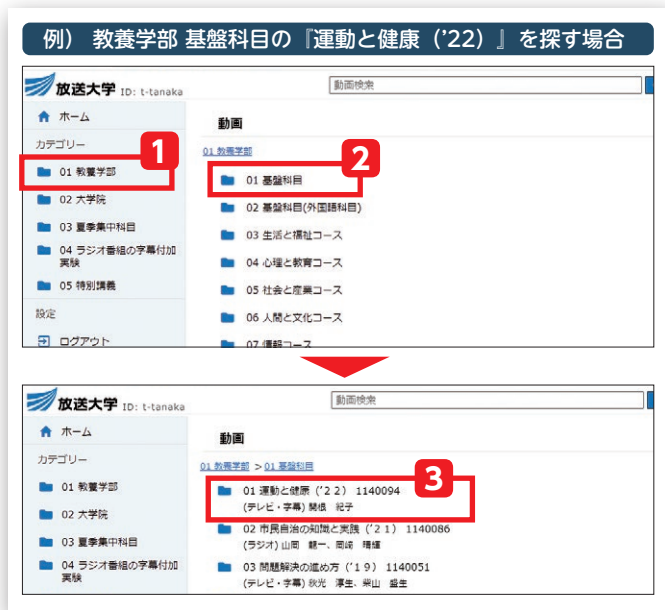 例） 教養学部 基盤科目の『運動と健康（’22）』を探す場合
放送大学 ID: t-tanaka
動画検索
ホーム
カテゴリー
1
01 教養学部
02 大学院
03 夏季集中科目
04 ラジオ番組の字幕付加
実験
05 特別講義
設定
ログアウト
動画
01 教養学部
2
01 基盤科目
02 基盤科目(外国語科目)
03 生活と福祉コース
04 心理と教育コース
05 社会と産業コース
06 人間と文化コース
07 情報コース
放送大学 ID: t-tanaka
動画検索
ホーム
カテゴリー
01 教養学部
02 大学院
03 夏季集中科目
04 ラジオ番組の字幕付加
実験
動画
01 教養学部 > 01 基盤科目
3
01 運動と健康（'２２） 1140094
(テレビ・字幕) 関根 紀子
02 市民自治の知識と実践（'２１） 1140086
(ラジオ) 山岡 龍一、岡﨑 晴輝
03 問題解決の進め方（'１９） 1140051
(テレビ・字幕) 秋光 淳生、柴山 盛生